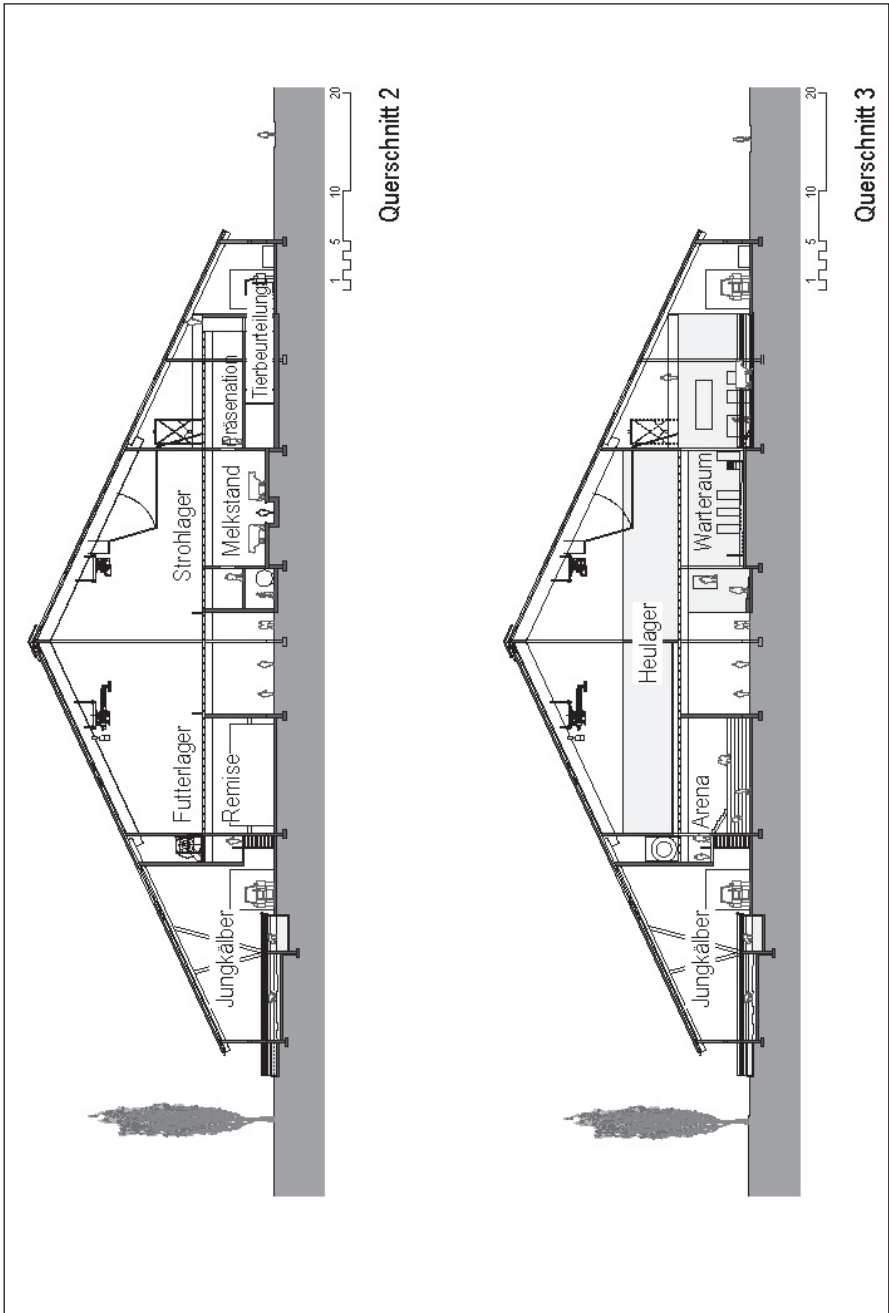 Jungkälber
Futterlager
Remise
Strohlager
Melkstand
Präsenation
Tierbeurteilung
1 5 10 20
Querschnitt 2
Jungkälber
Arena
Heulager
Warteraum
1 5 10 20
Querschnitt 3